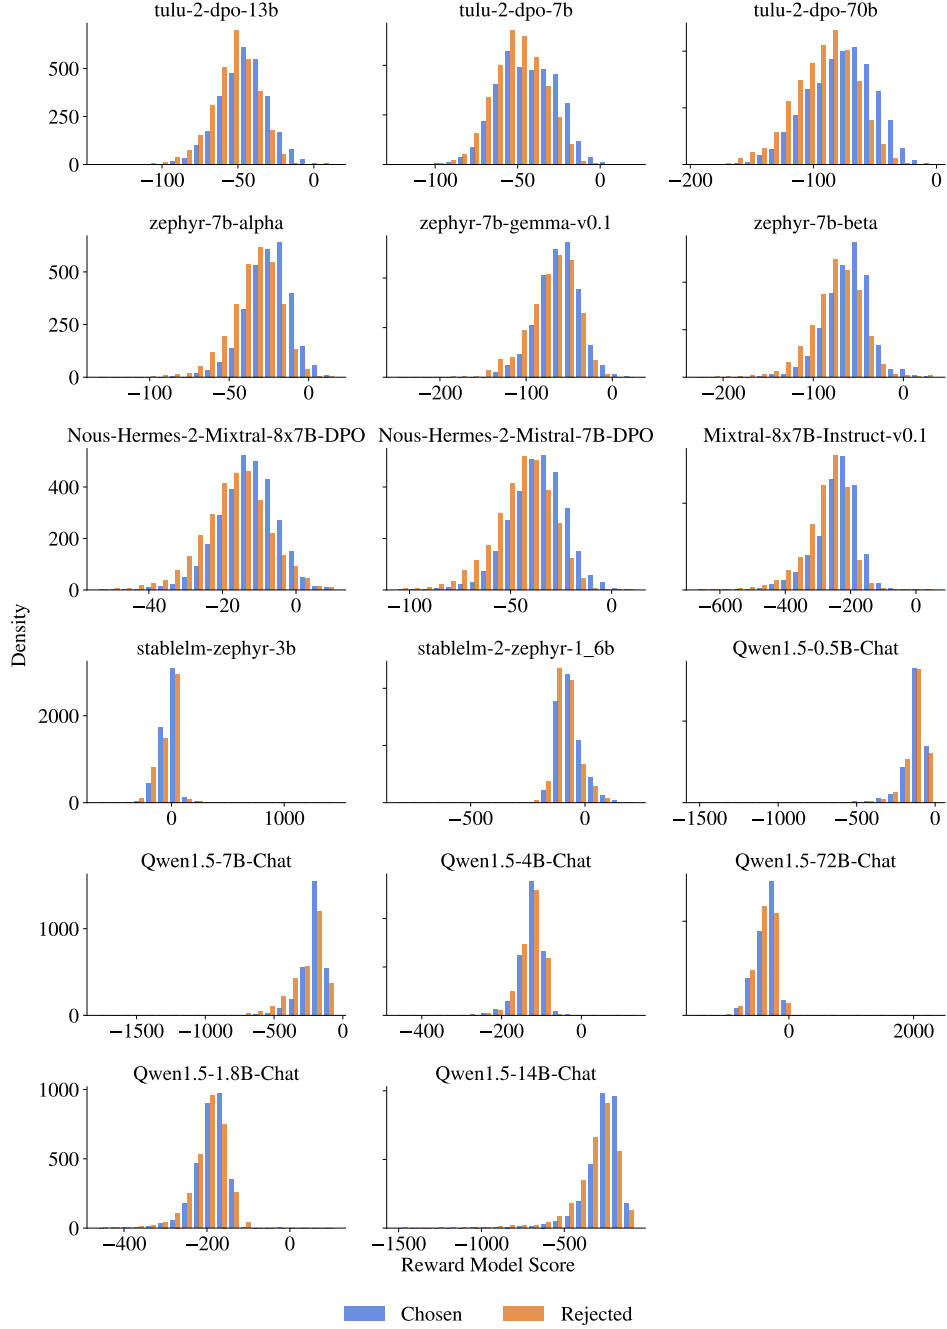 tulu-2-dpo-13b tulu-2-dpo-7b tulu-2-dpo-70b
500
250
0
−100 −50 0 −100 −50 0 −200 −100 0
zephyr-7b-alpha zephyr-7b-gemma-v0.1 zephyr-7b-beta
500
250
0
−100 −50 0 −200 −100 0 −200 −100 0
Nous-Hermes-2-Mixtral-8x7B-DPO Nous-Hermes-2-Mistral-7B-DPO Mixtral-8x7B-Instruct-v0.1
400
200
0
−40 −20 0 −100 −50 0 −600 −400 −200 0
Density
stablelm-zephyr-3b stablelm-2-zephyr-1_6b Qwen1.5-0.5B-Chat
2000
0
0 1000 −500 0 −1500 −1000 −500 0
Qwen1.5-7B-Chat Qwen1.5-4B-Chat Qwen1.5-72B-Chat
1000
0
−1500 −1000 −500 0 −400 −200 0 0 2000
Qwen1.5-1.8B-Chat Qwen1.5-14B-Chat
1000
500
0
−400 −200 0 −1500 −1000 −500
Reward Model Score
Chosen Rejected